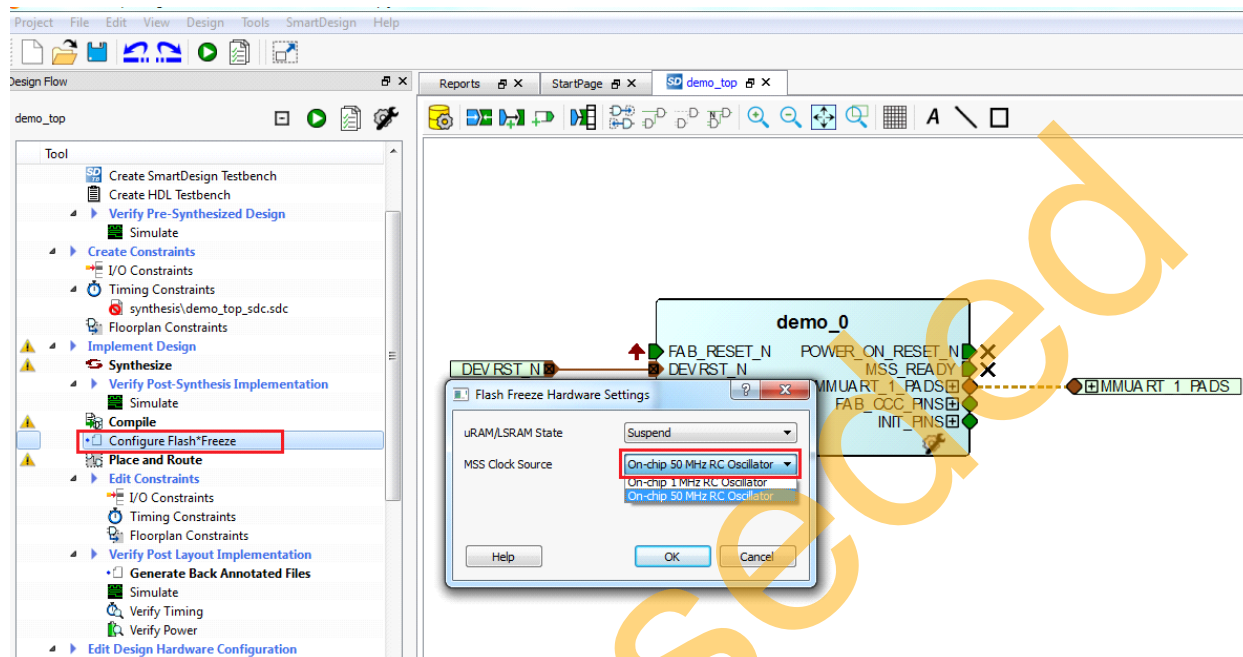 Project File Edit View Design Tools SmartDesign Help
Design Flow
Reports StartPage SD demo_top
demo_top
A
Tool
SD Create SmartDesign Testbench
Create HDL Testbench
Verify Pre-Synthesized Design
Simulate
Create Constraints
I/O Constraints
Timing Constraints
synthesis\demo_top_sdc.sdc
Floorplan Constraints
Implement Design
Synthesize
Verify Post-Synthesis Implementation
Simulate
Compile
Configure Flash*Freeze
Place and Route
Edit Constraints
I/O Constraints
Timing Constraints
Floorplan Constraints
Verify Post Layout Implementation
Generate Back Annotated Files
Simulate
Verify Timing
Verify Power
Edit Design Hardware Configuration
demo_0
FAB_RESET_N POWER_ON_RESET_N
DEVRST_N DEVRST_N MSS_READY
MMUART_1_PADS MMUART_1_PADS
FAB_CCC_PINS
INIT_PINS
Flash Freeze Hardware Settings
uRAM/LSRAM State Suspend
MSS Clock Source On-chip 50 MHz RC Oscillator
On-chip 1 MHz RC Oscillator
On-chip 50 MHz RC Oscillator
Help OK Cancel
sed